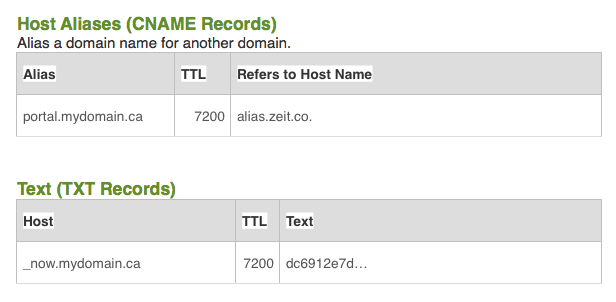 Host Aliases (CNAME Records)
Alias a domain name for another domain.
Alias TTL Refers to Host Name
portal.mydomain.ca 7200 alias.zeit.co.
Text (TXT Records)
Host TTL Text
_now.mydomain.ca 7200 dc6912e7d…